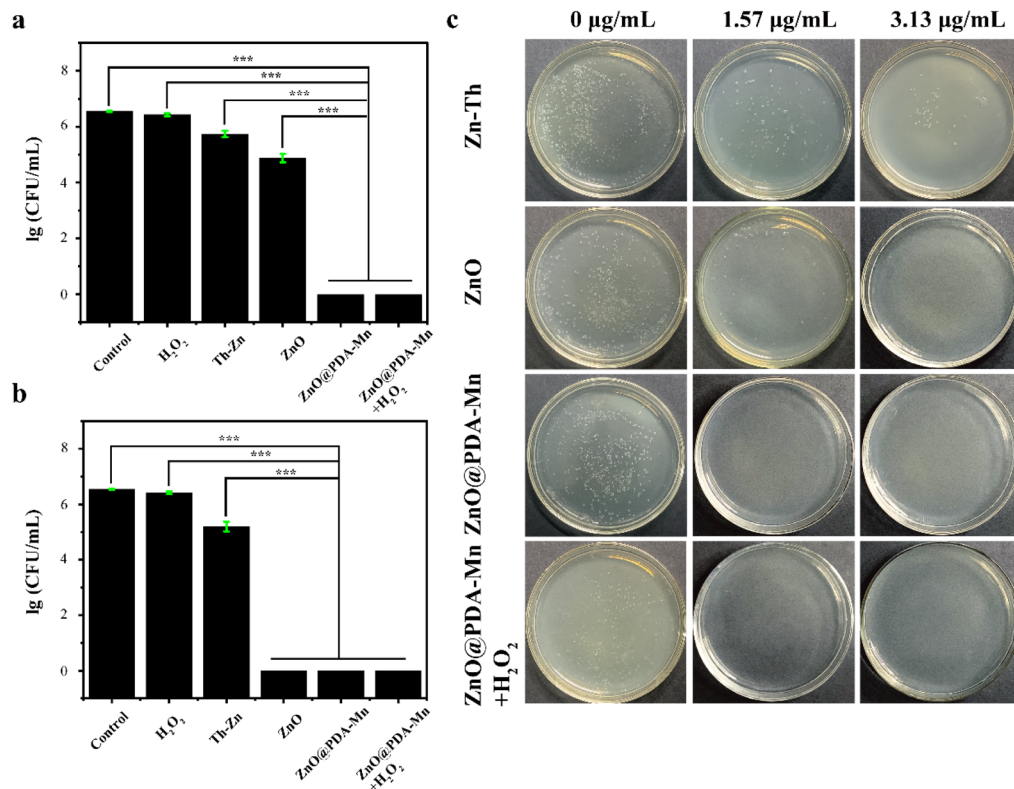 a
lg (CFU/mL)
8
6
4
2
0
***
***
***
***
Control
H₂O₂
Th-Zn
ZnO
ZnO@PDA-Mn
ZnO@PDA-Mn
+H₂O₂
b
lg (CFU/mL)
8
6
4
2
0
***
***
***
Control
H₂O₂
Th-Zn
ZnO
ZnO@PDA-Mn
ZnO@PDA-Mn
+H₂O₂
c
0 μg/mL 1.57 μg/mL 3.13 μg/mL
Zn-Th
ZnO
ZnO@PDA-Mn
ZnO@PDA-Mn
+H₂O₂